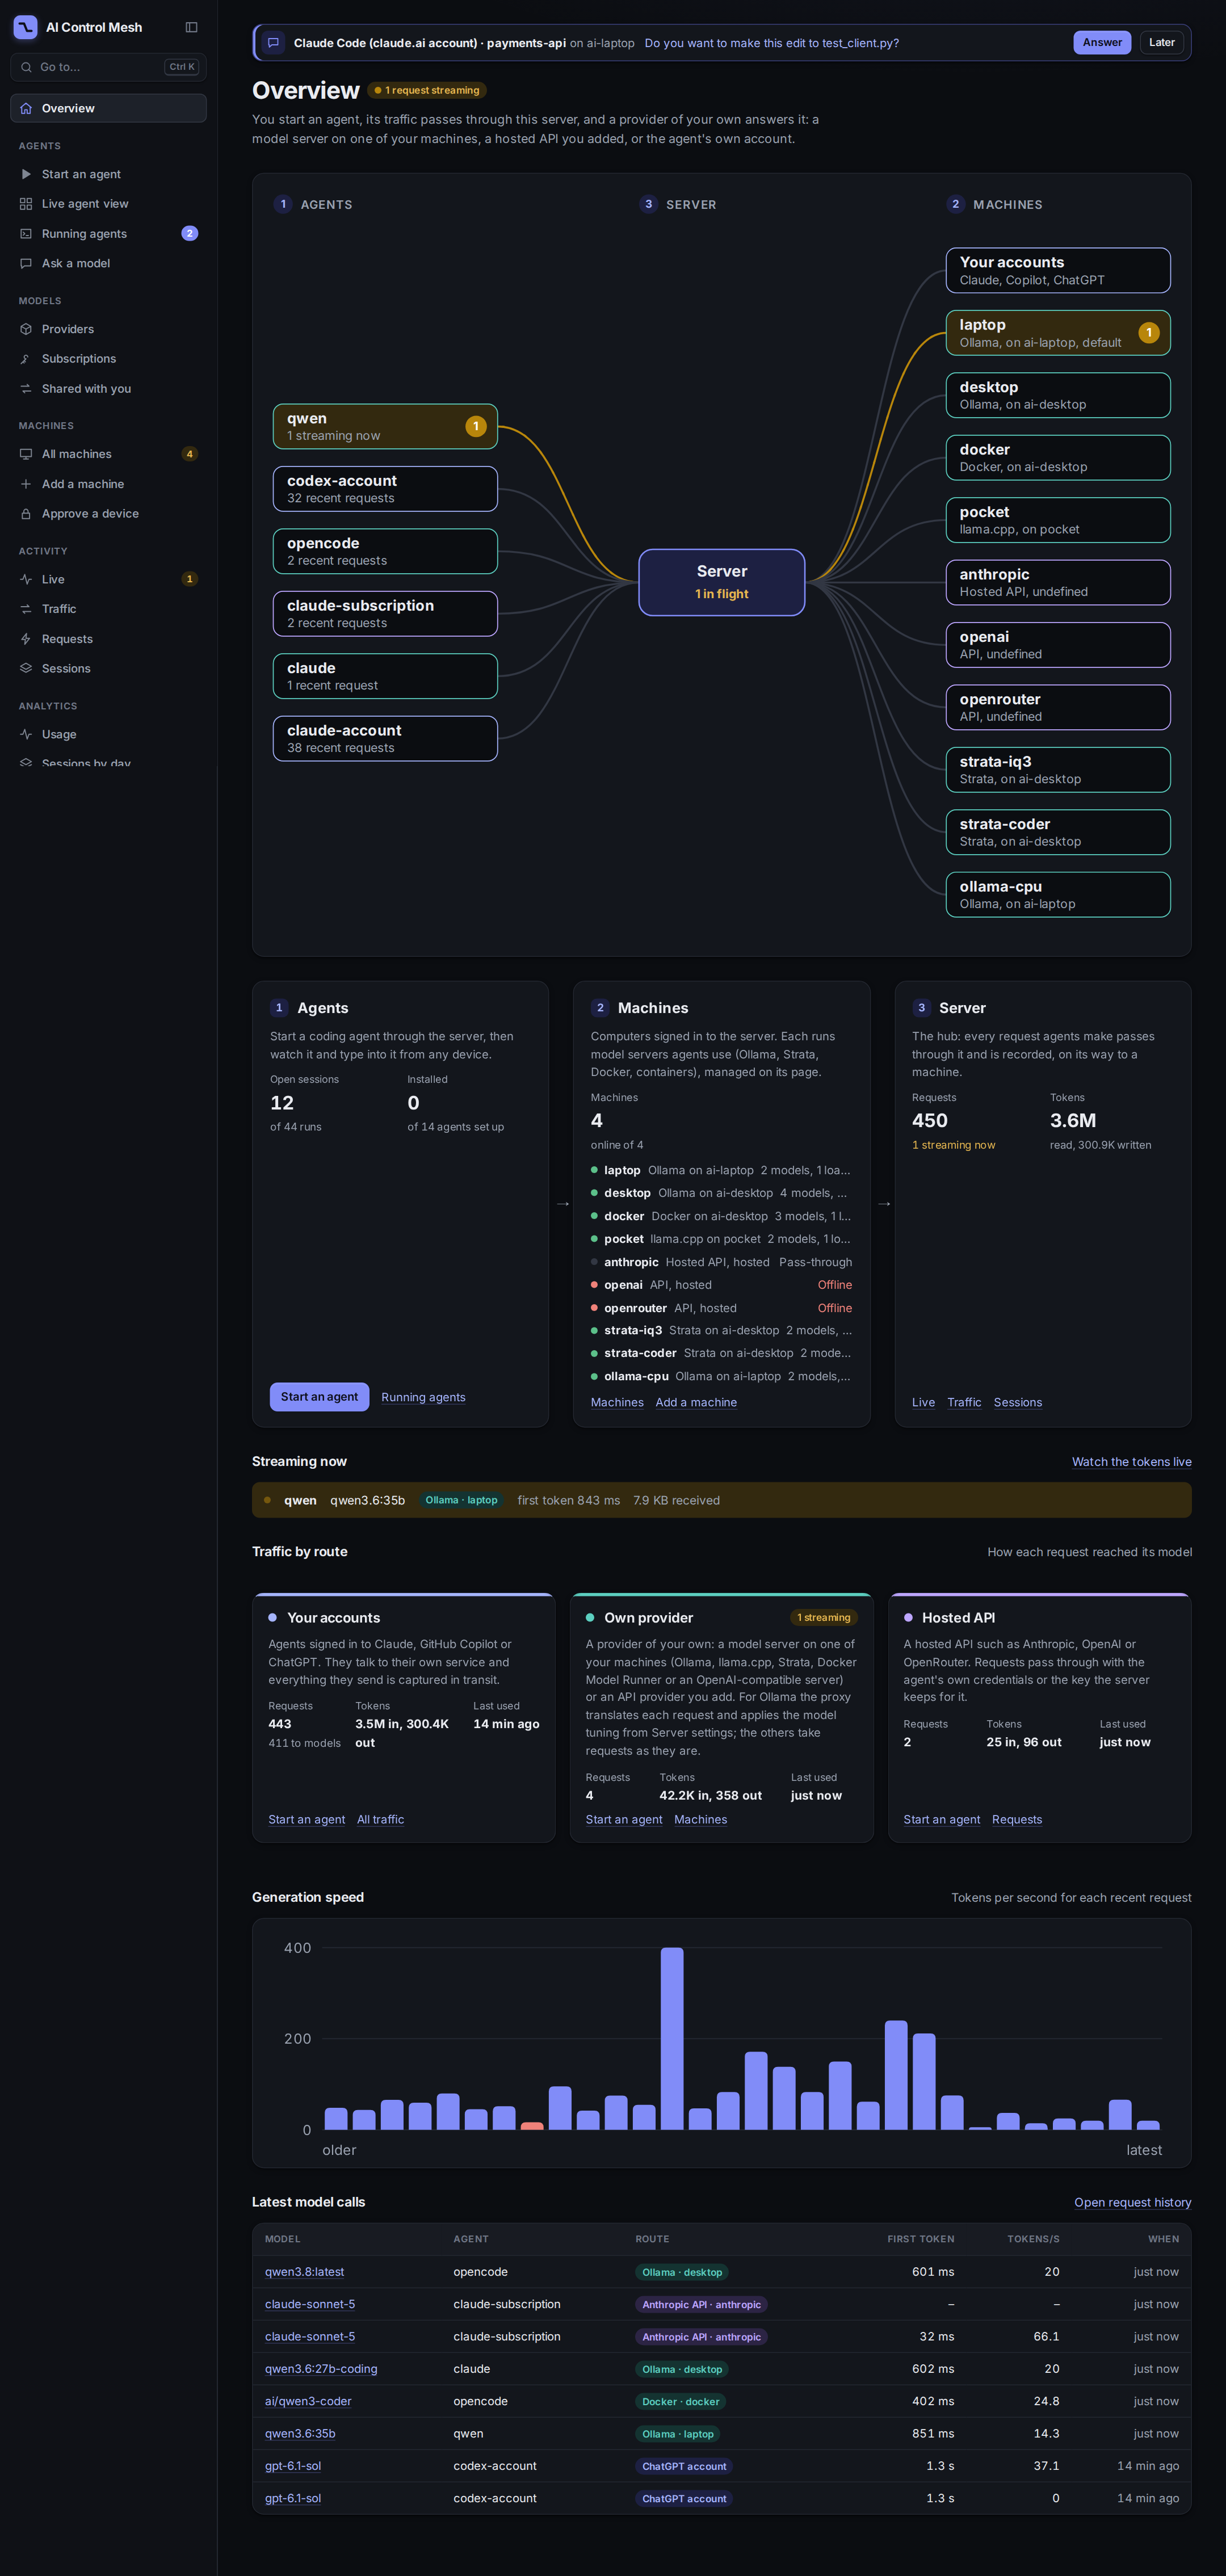 AI Control Mesh
Go to... Ctrl K
Overview
AGENTS
Start an agent
Live agent view
Running agents 2
Ask a model
MODELS
Providers
Subscriptions
Shared with you
MACHINES
All machines 4
Add a machine
Approve a device
ACTIVITY
Live 1
Traffic
Requests
Sessions
ANALYTICS
Usage
Sessions by day
Claude Code (claude.ai account) · payments-api on ai-laptop Do you want to make this edit to test_client.py? Answer Later
Overview 1 request streaming
You start an agent, its traffic passes through this server, and a provider of your own answers it: a
model server on one of your machines, a hosted API you added, or the agent's own account.
1 AGENTS
3 SERVER
2 MACHINES
qwen
1 streaming now
1
codex-account
32 recent requests
opencode
2 recent requests
claude-subscription
2 recent requests
claude
1 recent request
claude-account
38 recent requests
Server
1 in flight
Your accounts
Claude, Copilot, ChatGPT
laptop
Ollama, on ai-laptop, default
1
desktop
Ollama, on ai-desktop
docker
Docker, on ai-desktop
pocket
llama.cpp, on pocket
anthropic
Hosted API, undefined
openai
API, undefined
openrouter
API, undefined
strata-iq3
Strata, on ai-desktop
strata-coder
Strata, on ai-desktop
ollama-cpu
Ollama, on ai-laptop
1 Agents
Start a coding agent through the server, then
watch it and type into it from any device.
Open sessions Installed
12 0
of 44 runs of 14 agents set up
Start an agent Running agents
→
2 Machines
Computers signed in to the server. Each runs
model servers agents use (Ollama, Strata,
Docker, containers), managed on its page.
Machines
4
online of 4
laptop Ollama on ai-laptop 2 models, 1 loa...
desktop Ollama on ai-desktop 4 models, ...
docker Docker on ai-desktop 3 models, 1 l...
pocket llama.cpp on pocket 2 models, 1 lo...
anthropic Hosted API, hosted Pass-through
openai API, hosted Offline
openrouter API, hosted Offline
strata-iq3 Strata on ai-desktop 2 models, ...
strata-coder Strata on ai-desktop 2 mode...
ollama-cpu Ollama on ai-laptop 2 models,...
Machines Add a machine
→
3 Server
The hub: every request agents make passes
through it and is recorded, on its way to a
machine.
Requests Tokens
450 3.6M
1 streaming now read, 300.9K written
Live Traffic Sessions
Streaming now Watch the tokens live
qwen qwen3.6:35b Ollama · laptop first token 843 ms 7.9 KB received
Traffic by route How each request reached its model
Your accounts
Agents signed in to Claude, GitHub Copilot or
ChatGPT. They talk to their own service and
everything they send is captured in transit.
Requests Tokens Last used
443 3.5M in, 300.4K 14 min ago
411 to models out
Start an agent All traffic
Own provider 1 streaming
A provider of your own: a model server on one of
your machines (Ollama, llama.cpp, Strata, Docker
Model Runner or an OpenAI-compatible server)
or an API provider you add. For Ollama the proxy
translates each request and applies the model
tuning from Server settings; the others take
requests as they are.
Requests Tokens Last used
4 42.2K in, 358 out just now
Start an agent Machines
Hosted API
A hosted API such as Anthropic, OpenAI or
OpenRouter. Requests pass through with the
agent's own credentials or the key the server
keeps for it.
Requests Tokens Last used
2 25 in, 96 out just now
Start an agent Requests
Generation speed Tokens per second for each recent request
400
200
0
older latest
Latest model calls Open request history
MODEL AGENT ROUTE FIRST TOKEN TOKENS/S WHEN
qwen3.8:latest opencode Ollama · desktop 601 ms 20 just now
claude-sonnet-5 claude-subscription Anthropic API · anthropic – – just now
claude-sonnet-5 claude-subscription Anthropic API · anthropic 32 ms 66.1 just now
qwen3.6:27b-coding claude Ollama · desktop 602 ms 20 just now
ai/qwen3-coder opencode Docker · docker 402 ms 24.8 just now
qwen3.6:35b qwen Ollama · laptop 851 ms 14.3 just now
gpt-6.1-sol codex-account ChatGPT account 1.3 s 37.1 14 min ago
gpt-6.1-sol codex-account ChatGPT account 1.3 s 0 14 min ago